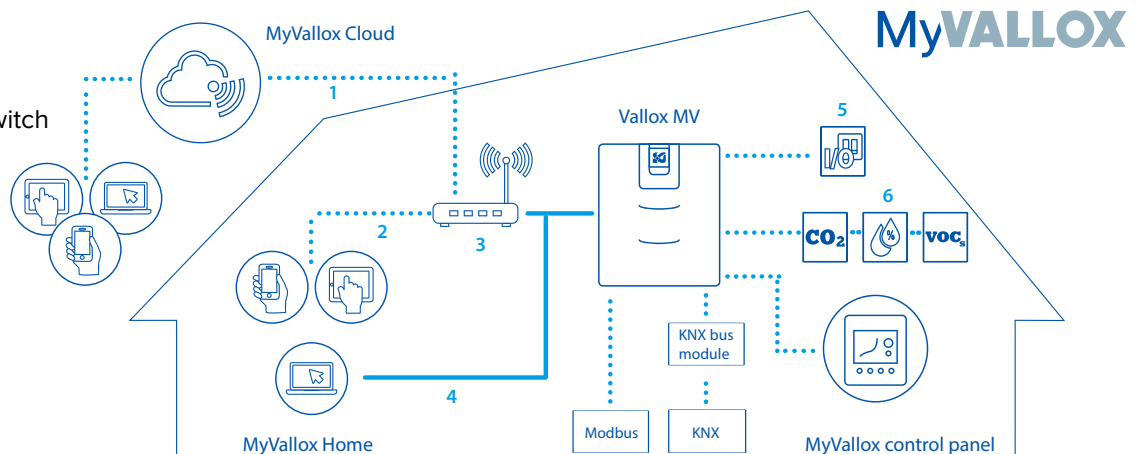 MyVALLOX
MyVallox Cloud
1
witch
Vallox MV
5
I/O
2
3
6
CO2
%
VOCs
KNX bus
module
4
Modbus
KNX
MyVallox Home
MyVallox control panel